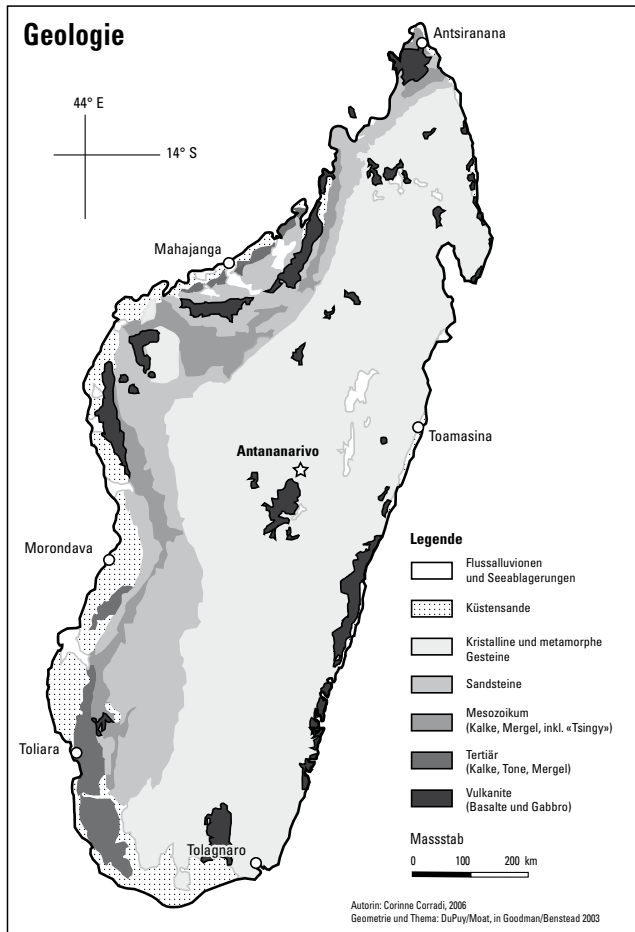 Geologie
Antsiranana
44° E
14° S
Mahajanga
Toamasina
Antananarivo
Morondava
Toliara
Tolagnaro
Legende
Flussalluvionen
und Seeablagerungen
Küstensande
Kristalline und metamorphe
Gesteine
Sandsteine
Mesozoikum
(Kalke, Mergel, inkl. «Tsingy»)
Tertiär
(Kalke, Tone, Mergel)
Vulkanite
(Basalte und Gabbro)
Massstab
0 100 200 km
Autorin: Corinne Corradi, 2006
Geometrie und Thema: DuPuy/Moat, in Goodman/Benstead 2003